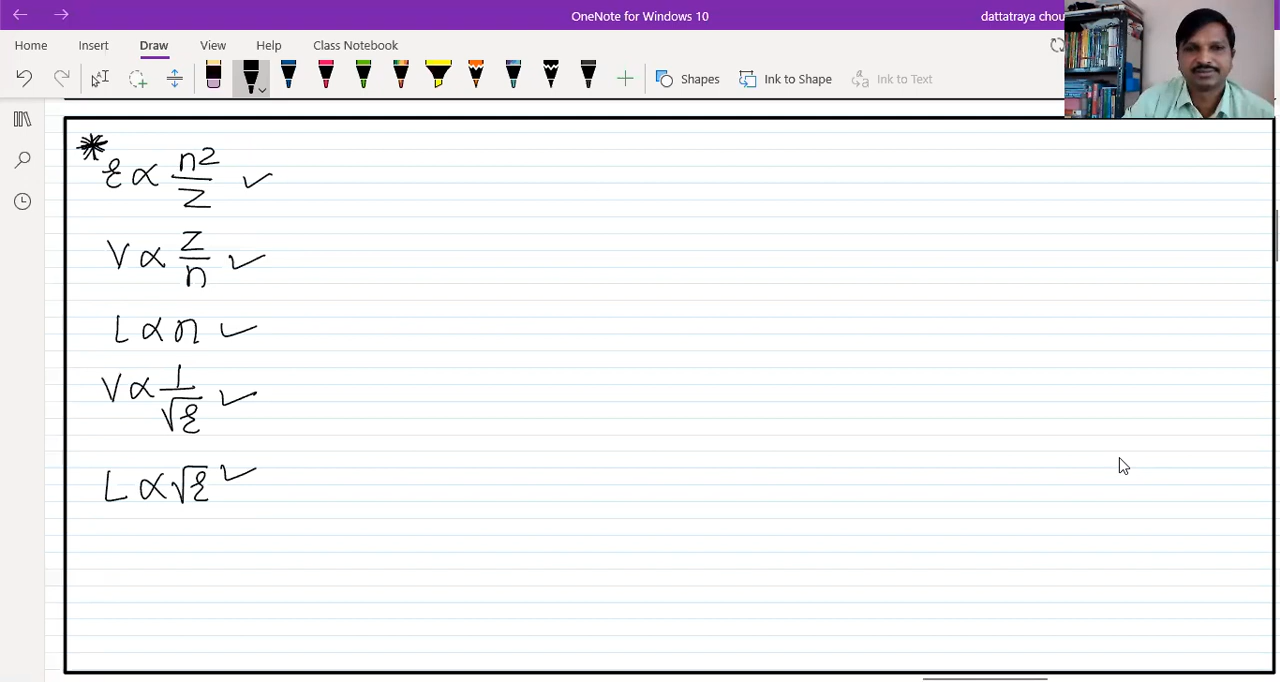 OneNote for Windows 10
dattatraya chou
Home Insert Draw View Help Class Notebook
Shapes Ink to Shape Ink to Text
* r ∝ n²/Z ✓
V ∝ Z/n ✓
L ∝ n ✓
V ∝ 1/√r ✓
L ∝ √r ✓